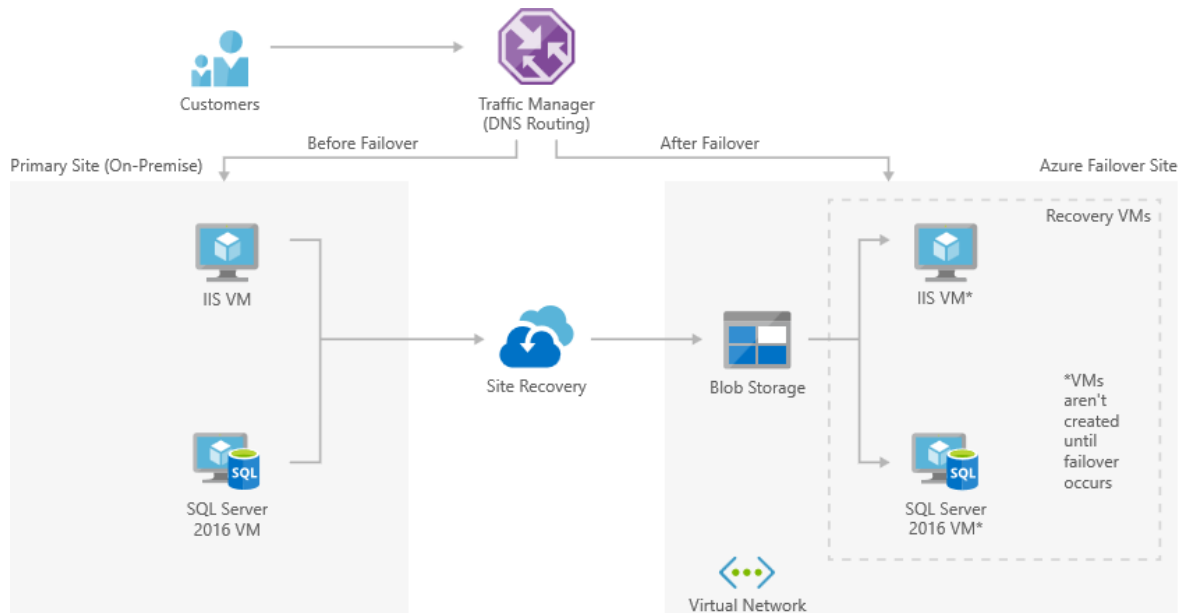 Customers
Traffic Manager
(DNS Routing)
Before Failover
After Failover
Primary Site (On-Premise)
Azure Failover Site
Recovery VMs
IIS VM
IIS VM*
Site Recovery
Blob Storage
*VMs
aren't
created
until
failover
occurs
SQL
SQL Server
2016 VM
SQL
SQL Server
2016 VM*
Virtual Network